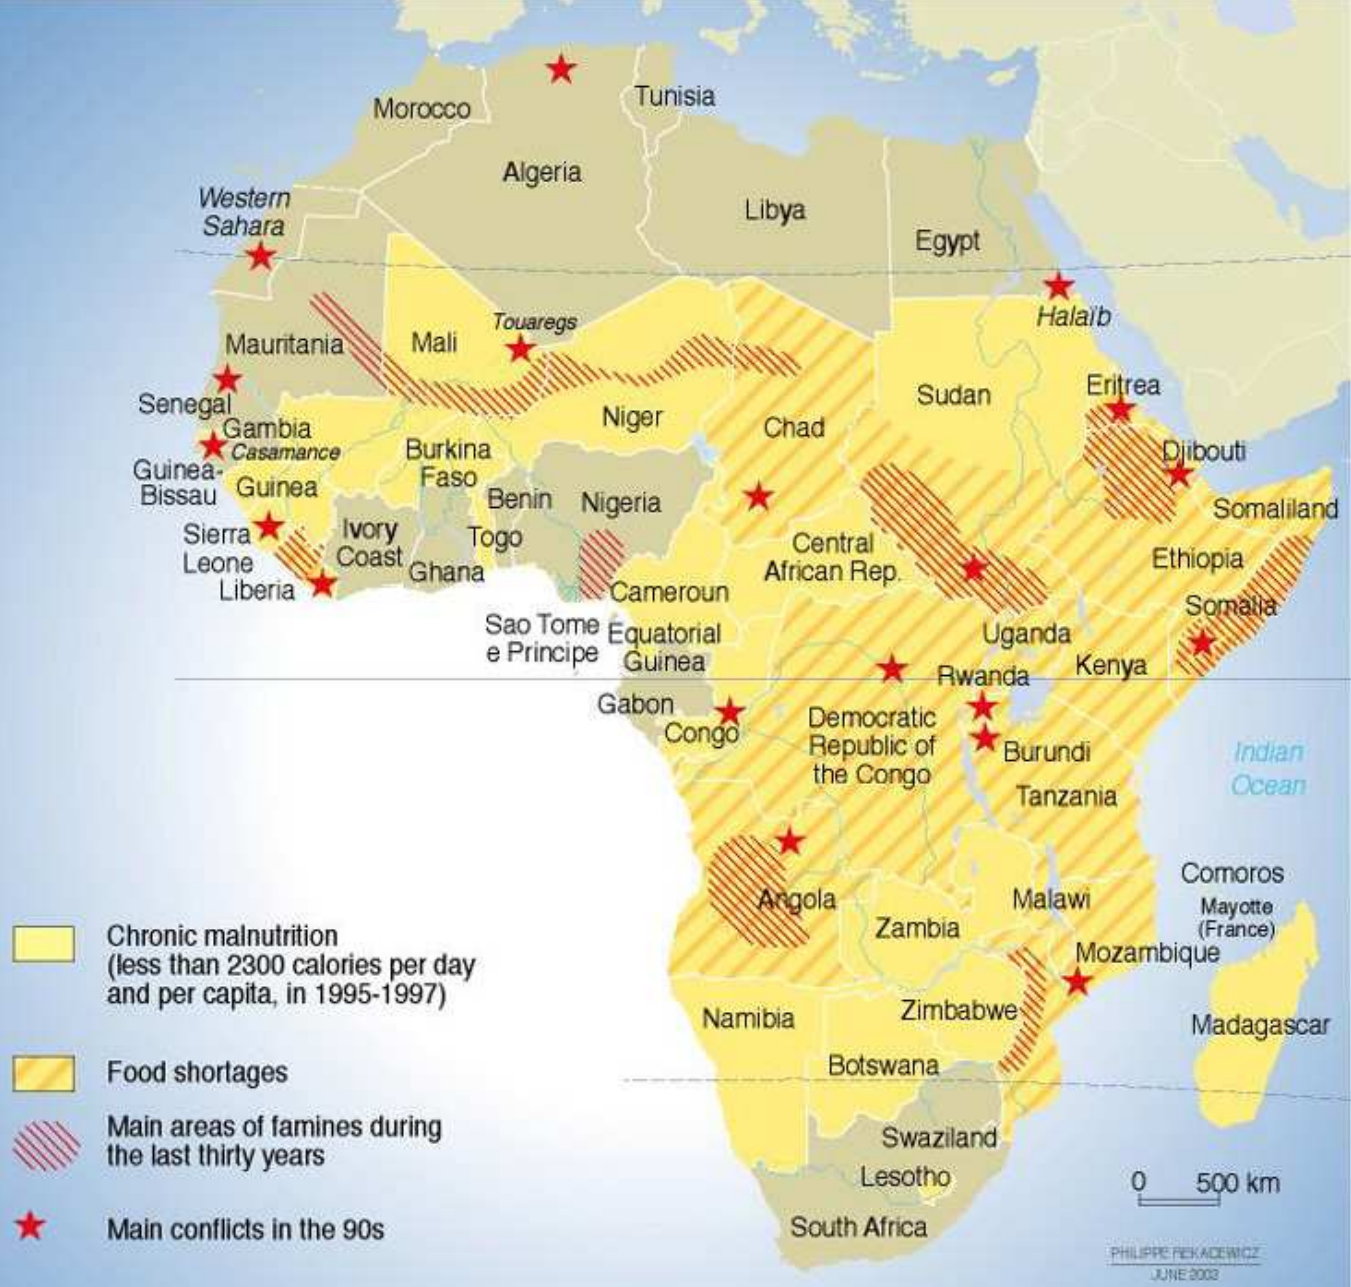 Morocco
Tunisia
Algeria
Libya
Egypt
Western
Sahara
Halaïb
Mauritania
Mali
Touaregs
Niger
Chad
Sudan
Eritrea
Djibouti
Senegal
Gambia
Casamance
Guinea-
Bissau
Guinea
Burkina
Faso
Benin
Nigeria
Somaliland
Sierra
Leone
Liberia
Ivory
Coast
Ghana
Togo
Central
African Rep.
Ethiopia
Cameroun
Somalia
Sao Tome
e Principe
Equatorial
Guinea
Uganda
Kenya
Rwanda
Gabon
Congo
Democratic
Republic of
the Congo
Burundi
Tanzania
Indian
Ocean
Angola
Zambia
Malawi
Comoros
Mayotte
(France)
Mozambique
Namibia
Zimbabwe
Botswana
Madagascar
Swaziland
Lesotho
South Africa
Chronic malnutrition
(less than 2300 calories per day
and per capita, in 1995-1997)
Food shortages
Main areas of famines during
the last thirty years
Main conflicts in the 90s
0 500 km
PHILIPPE REKACEWICZ
JUNE 2003